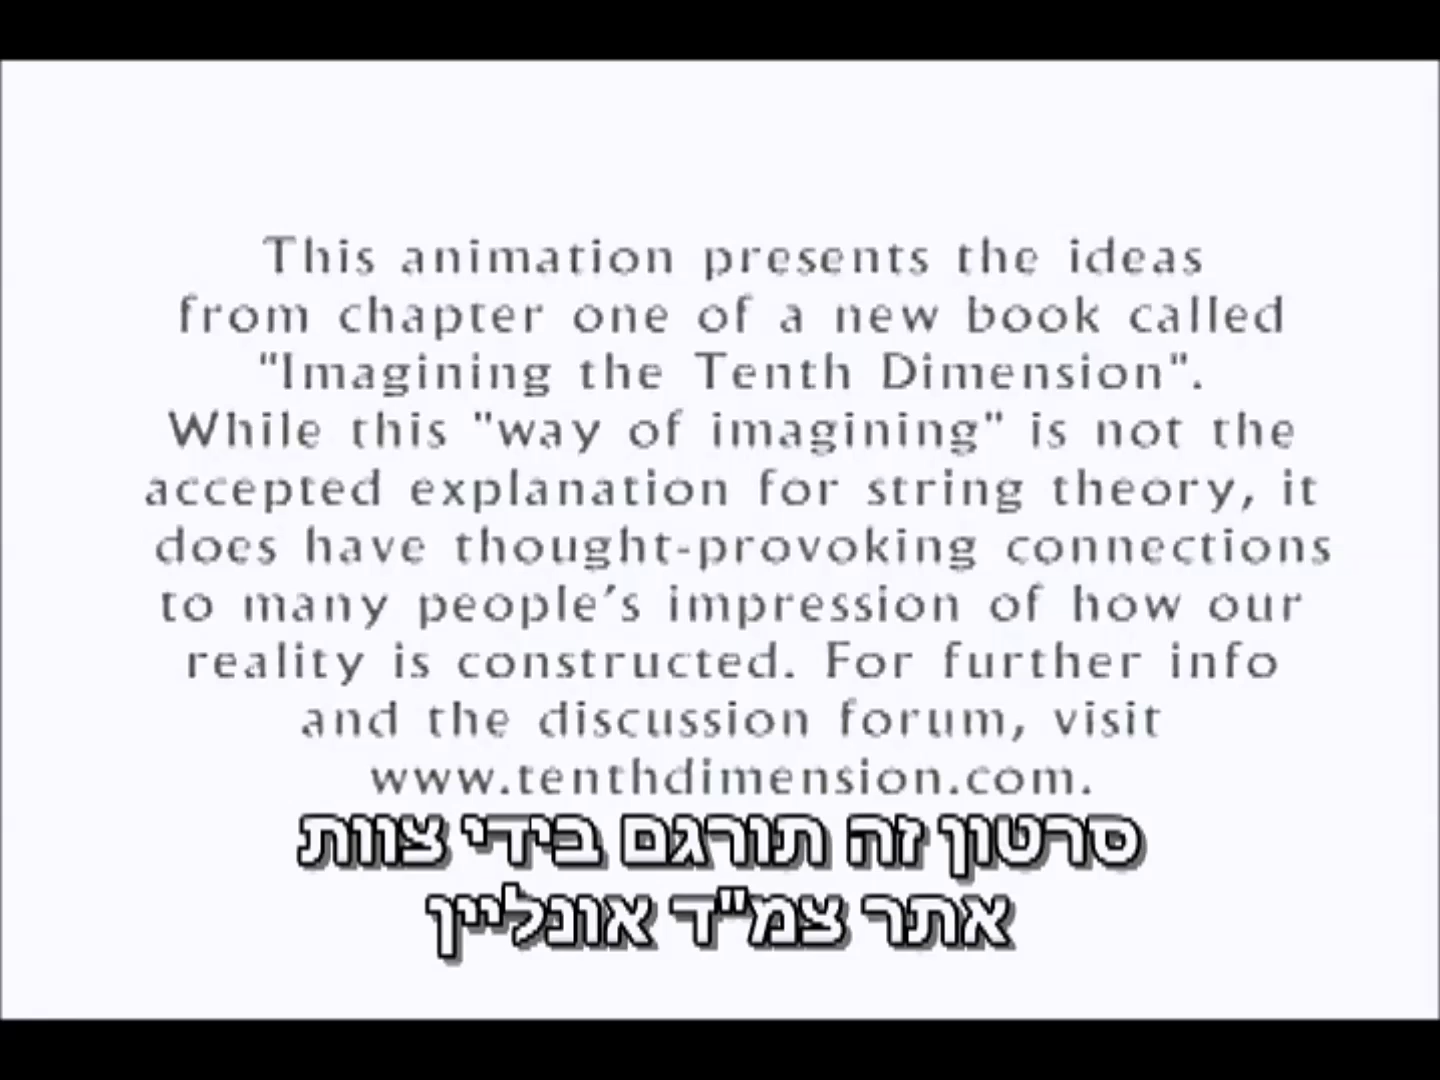 This animation presents the ideas
from chapter one of a new book called
"Imagining the Tenth Dimension".
While this "way of imagining" is not the
accepted explanation for string theory, it
does have thought-provoking connections
to many people's impression of how our
reality is constructed. For further info
and the discussion forum, visit
www.tenthdimension.com.
סרטון זה תורגם בידי צוות
אתר צמ"ד אונליין